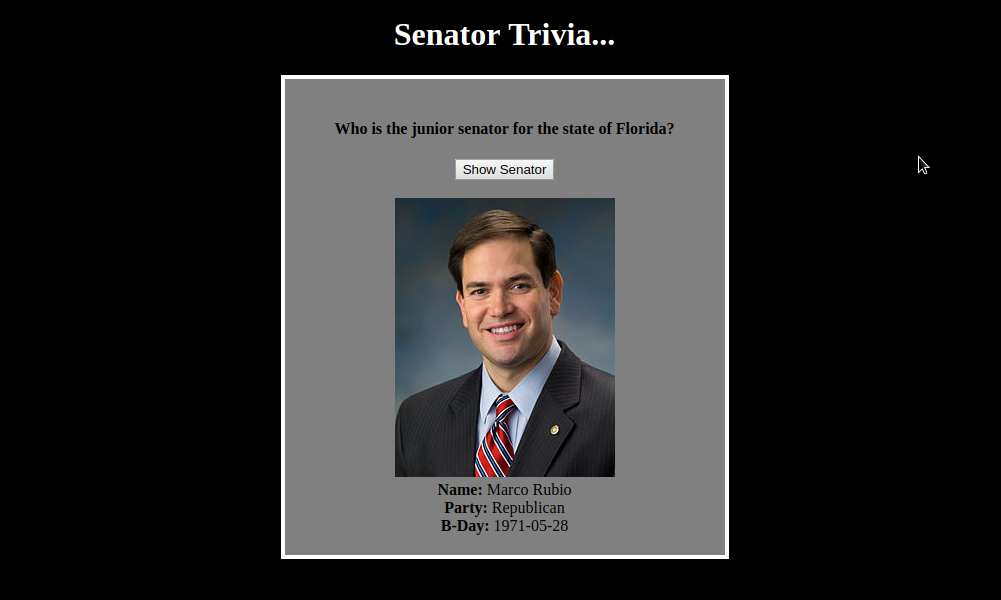 Senator Trivia...
Who is the junior senator for the state of Florida?
Show Senator
Name: Marco Rubio
Party: Republican
B-Day: 1971-05-28